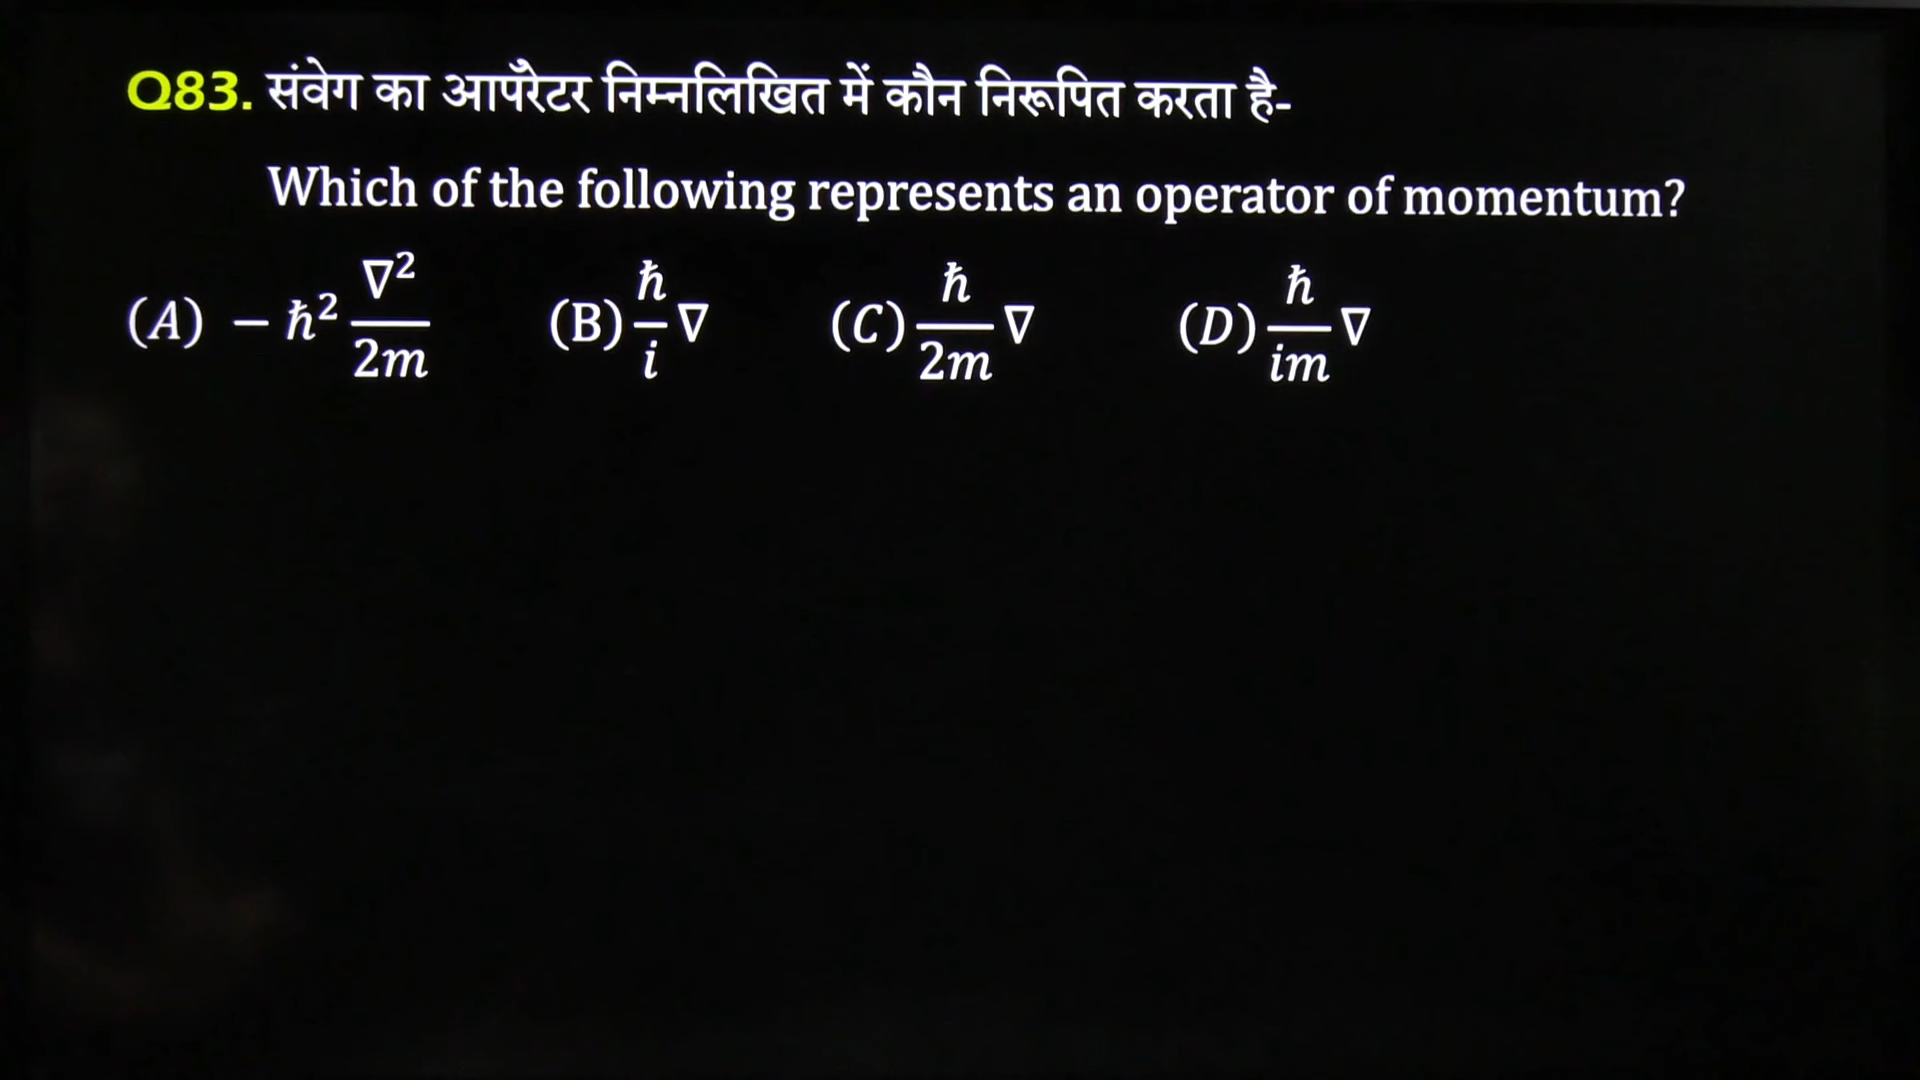 Q83. संवेग का आपरेटर निम्नलिखित में कौन निरूपित करता है-
Which of the following represents an operator of momentum?
(A) − ℏ² ∇²/2m (B) ℏ/i ∇ (C) ℏ/2m ∇ (D) ℏ/im ∇